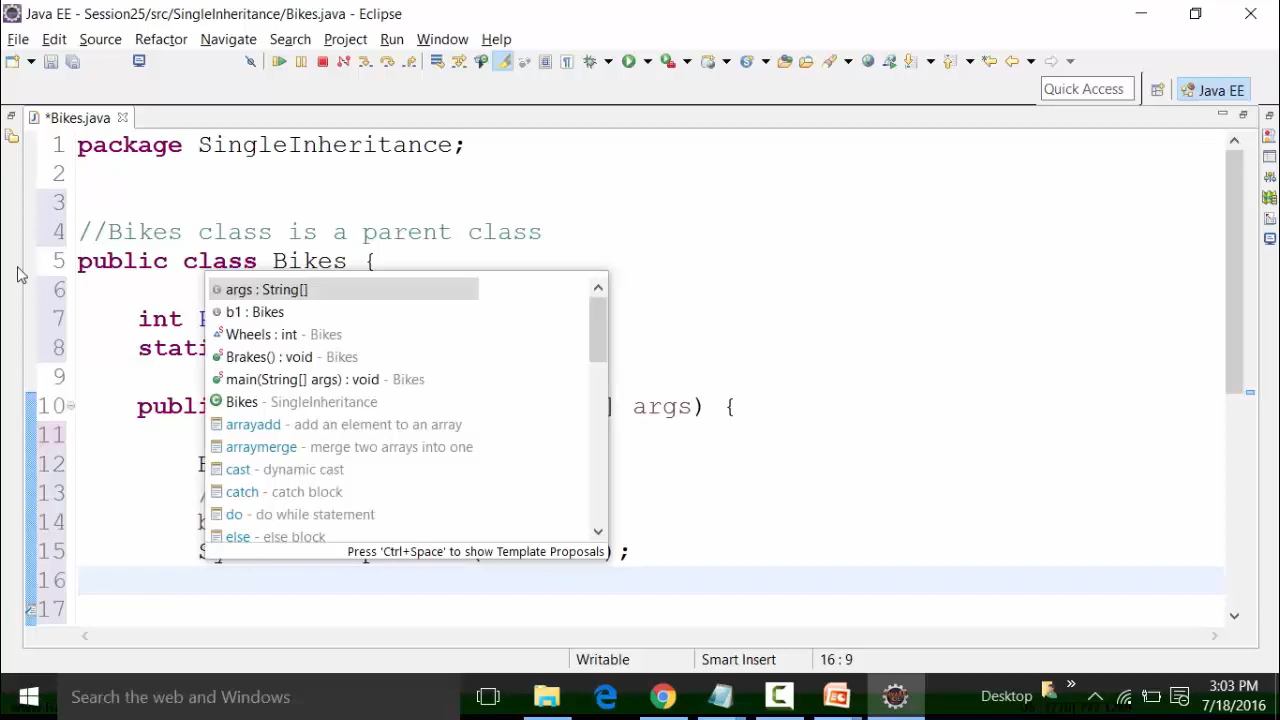 Java EE - Session25/src/SingleInheritance/Bikes.java - Eclipse
File Edit Source Refactor Navigate Search Project Run Window Help
Quick Access
Java EE
*Bikes.java
1 package SingleInheritance;
2
3
4 //Bikes class is a parent class
5 public class Bikes {
6
args : String[]
b1 : Bikes
7 int
Wheels : int - Bikes
8
Brakes() : void - Bikes
9
main(String[] args) : void - Bikes
10 ] args) {
Bikes - SingleInheritance
arrayadd - add an element to an array
11
arraymerge - merge two arrays into one
12
cast - dynamic cast
13
catch - catch block
14
do - do while statement
else - else block
15 );
Press 'Ctrl+Space' to show Template Proposals
16
17
Writable
Smart Insert
16 : 9
Search the web and Windows
Desktop
3:03 PM
7/18/2016